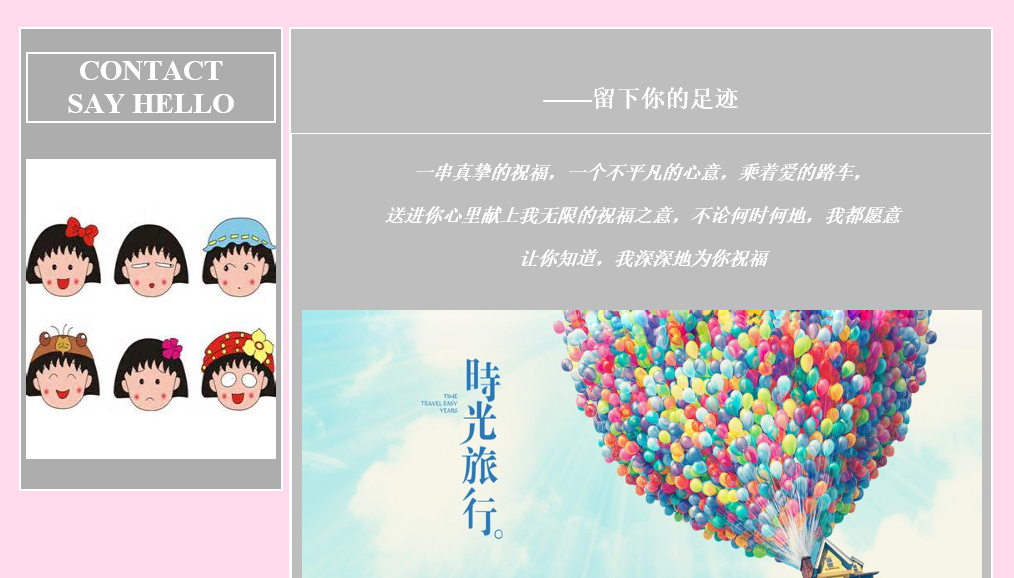 CONTACT
SAY HELLO
——留下你的足迹
一串真挚的祝福，一个不平凡的心意，乘着爱的路车，
送进你心里献上我无限的祝福之意，不论何时何地，我都愿意
让你知道，我深深地为你祝福
時光旅行。
TIME
TRAVEL EASY
YEARS